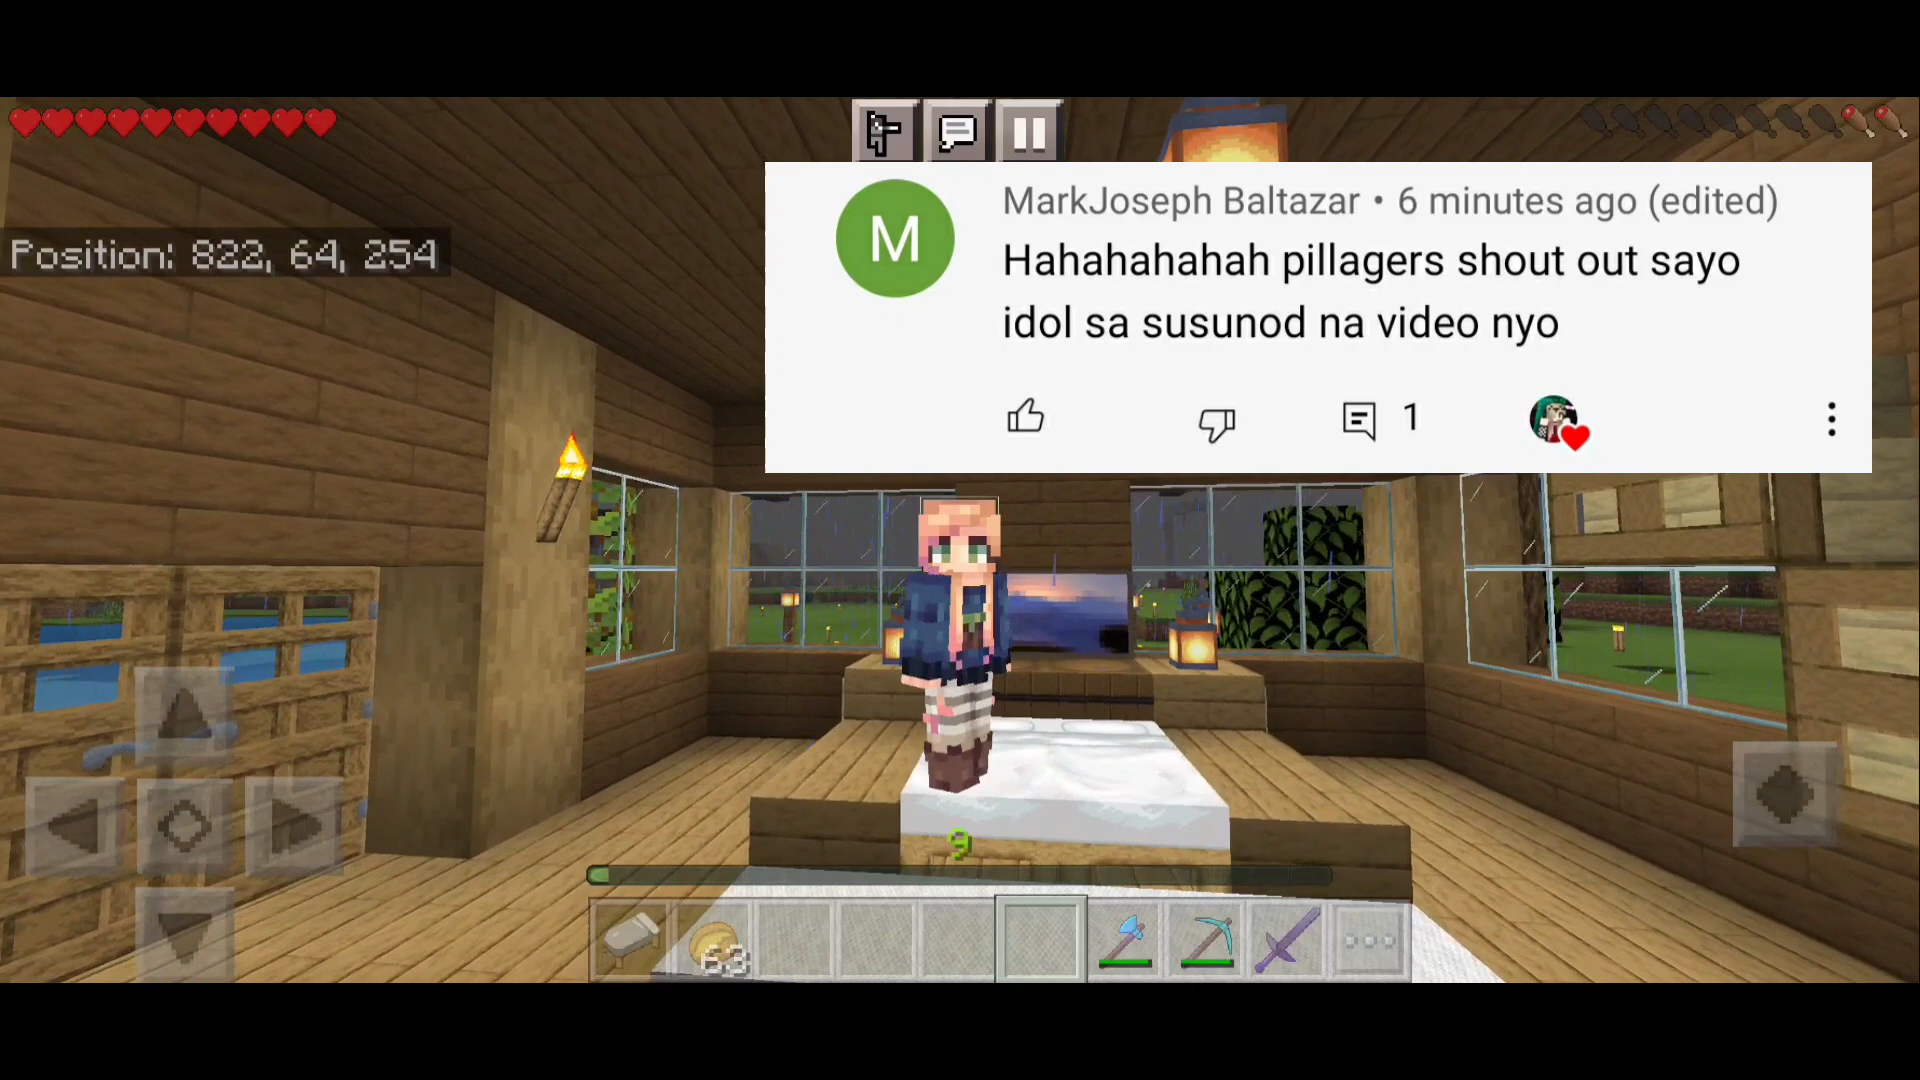 MarkJoseph Baltazar • 6 minutes ago (edited)
Hahahahahah pillagers shout out sayo
idol sa susunod na video nyo
M
1
Position: 822, 64, 254
9
63